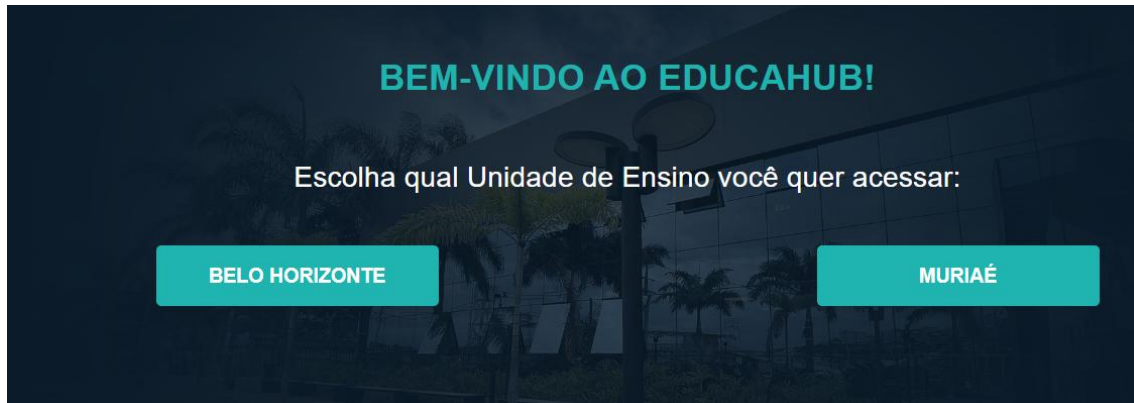 BEM-VINDO AO EDUCAHUB!
Escolha qual Unidade de Ensino você quer acessar:
BELO HORIZONTE
MURIAÉ